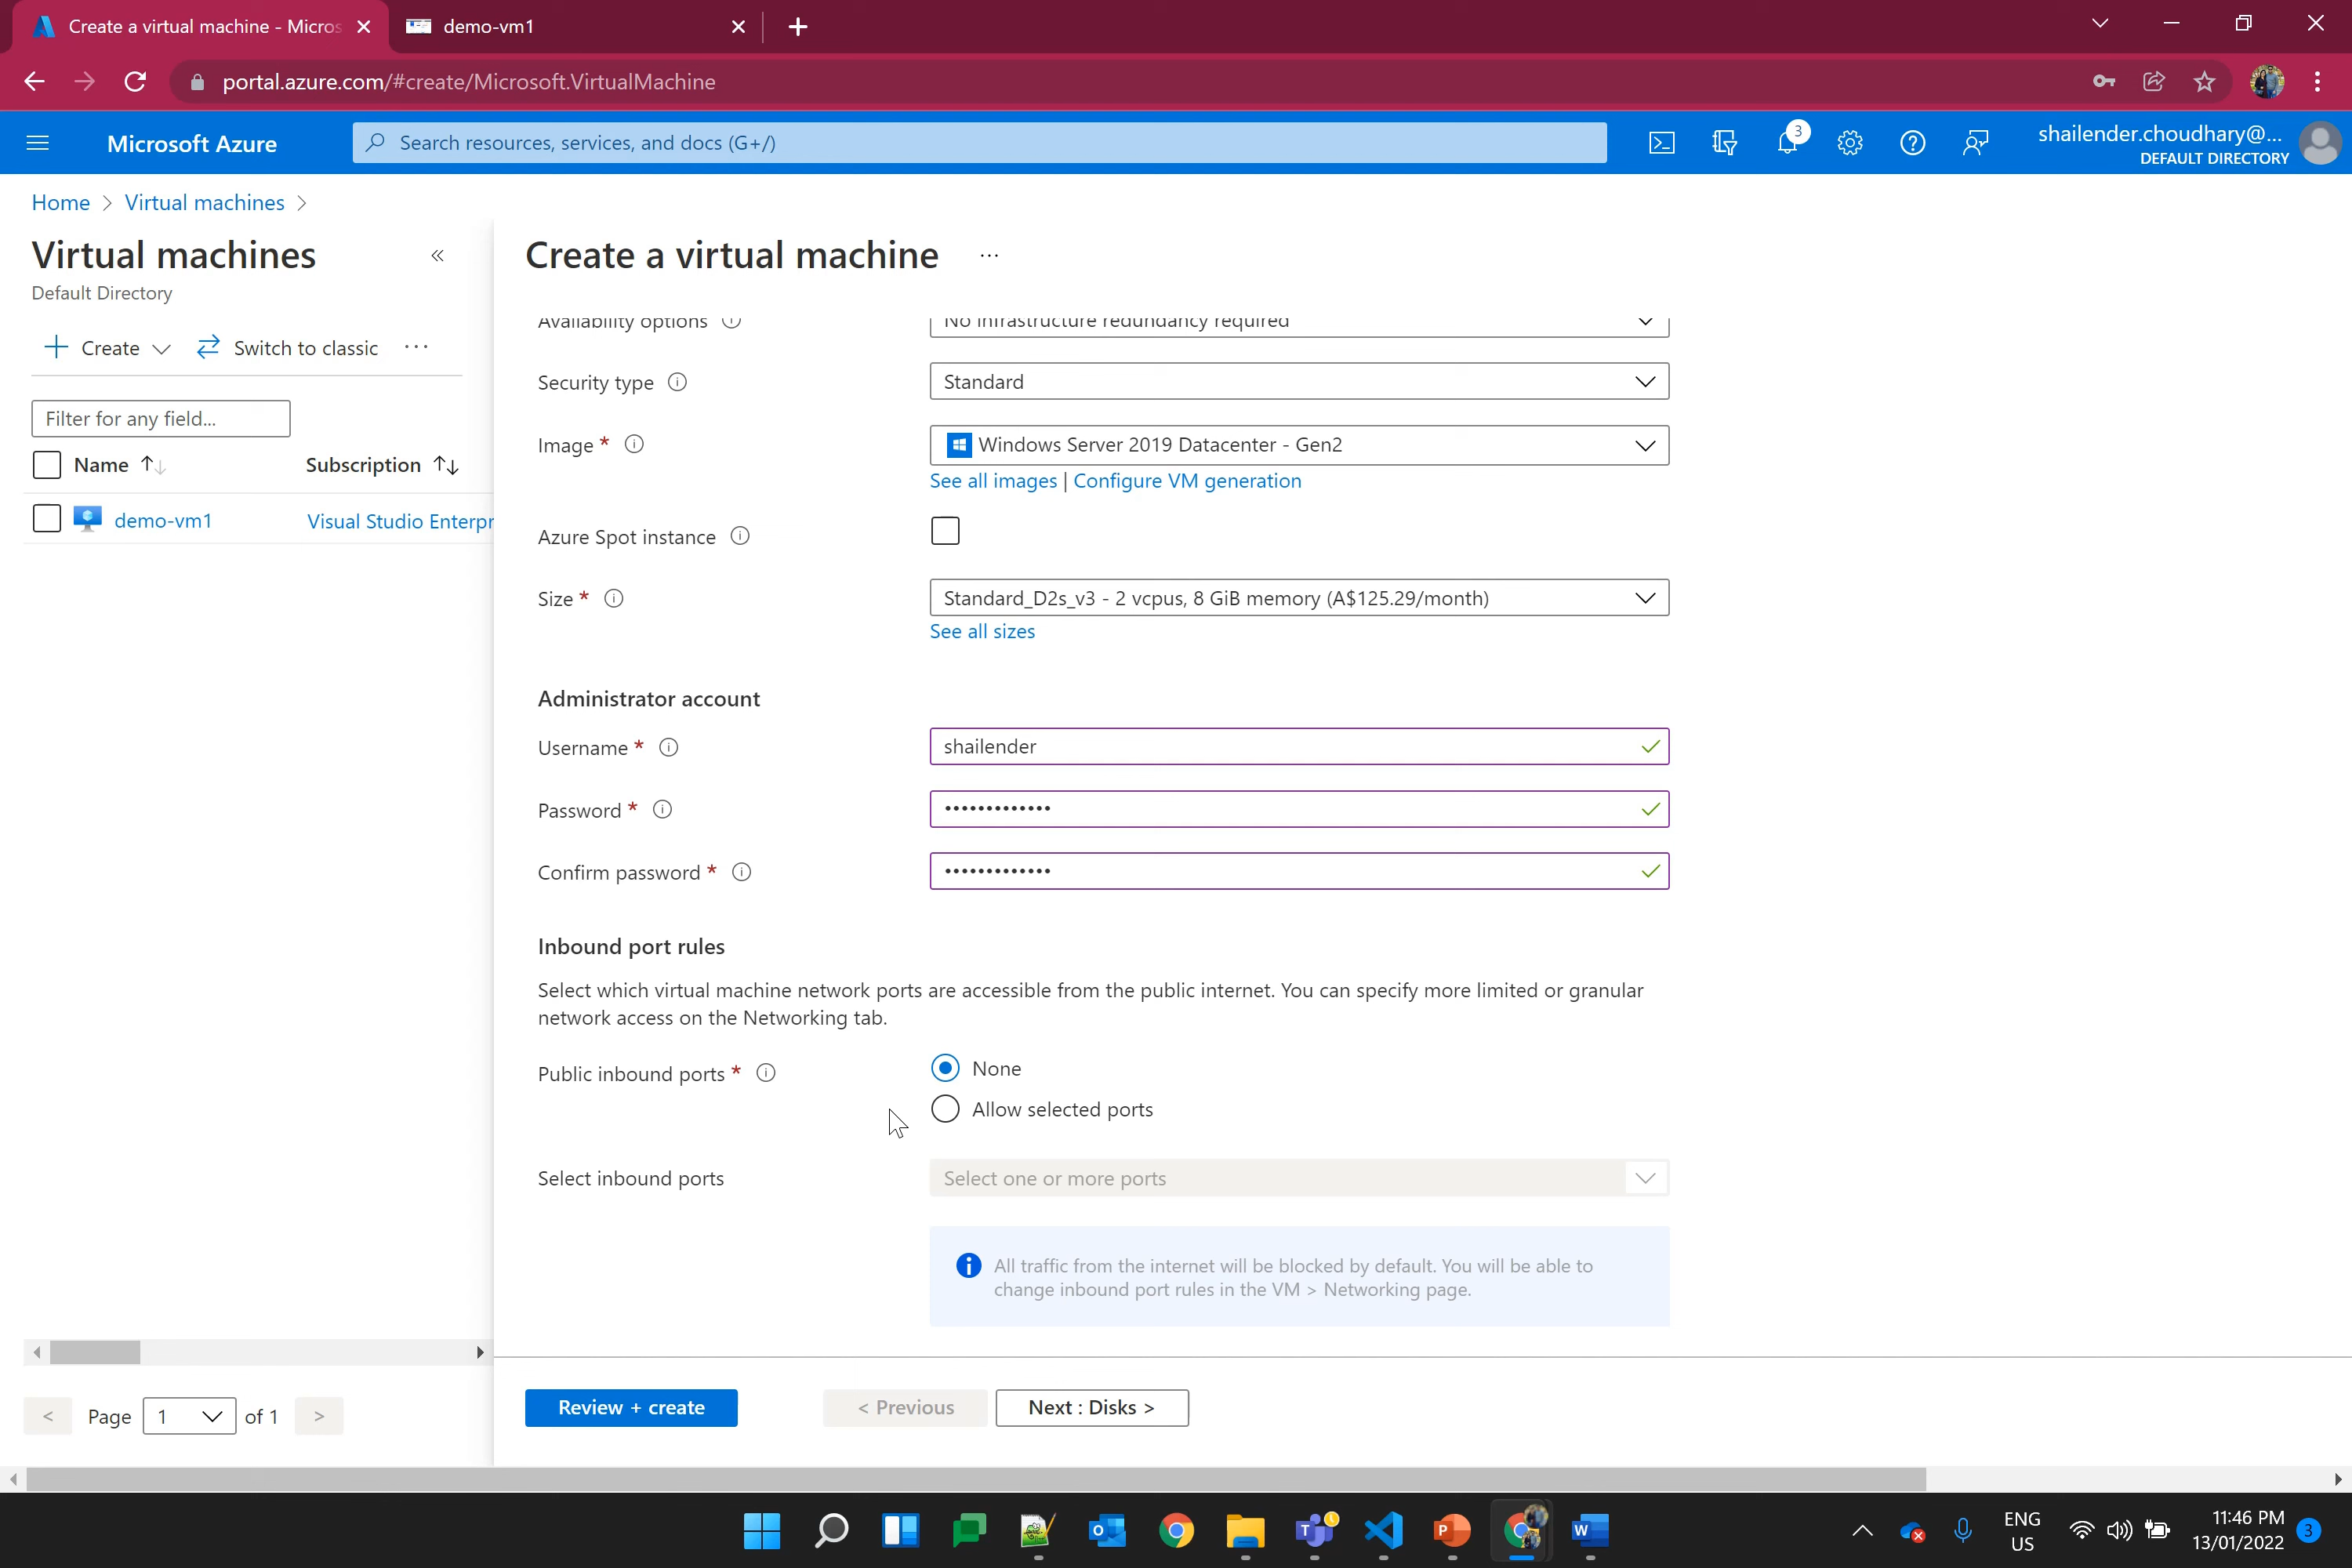 Create a virtual machine - Micros
demo-vm1
portal.azure.com/#create/Microsoft.VirtualMachine
Microsoft Azure
Search resources, services, and docs (G+/)
3
shailender.choudhary@...
DEFAULT DIRECTORY
Home > Virtual machines >
Virtual machines
«
Default Directory
Create
Switch to classic
...
Filter for any field...
Name
Subscription
demo-vm1
Visual Studio Enterpr
Page 1 of 1
Create a virtual machine
...
Availability options
No infrastructure redundancy required
Security type
Standard
Image *
Windows Server 2019 Datacenter - Gen2
See all images | Configure VM generation
Azure Spot instance
Size *
Standard_D2s_v3 - 2 vcpus, 8 GiB memory (A$125.29/month)
See all sizes
Administrator account
Username *
shailender
Password *
•••••••••••••
Confirm password *
•••••••••••••
Inbound port rules
Select which virtual machine network ports are accessible from the public internet. You can specify more limited or granular
network access on the Networking tab.
Public inbound ports *
None
Allow selected ports
Select inbound ports
Select one or more ports
All traffic from the internet will be blocked by default. You will be able to
change inbound port rules in the VM > Networking page.
Review + create
< Previous
Next : Disks >
ENG
US
11:46 PM
13/01/2022
3